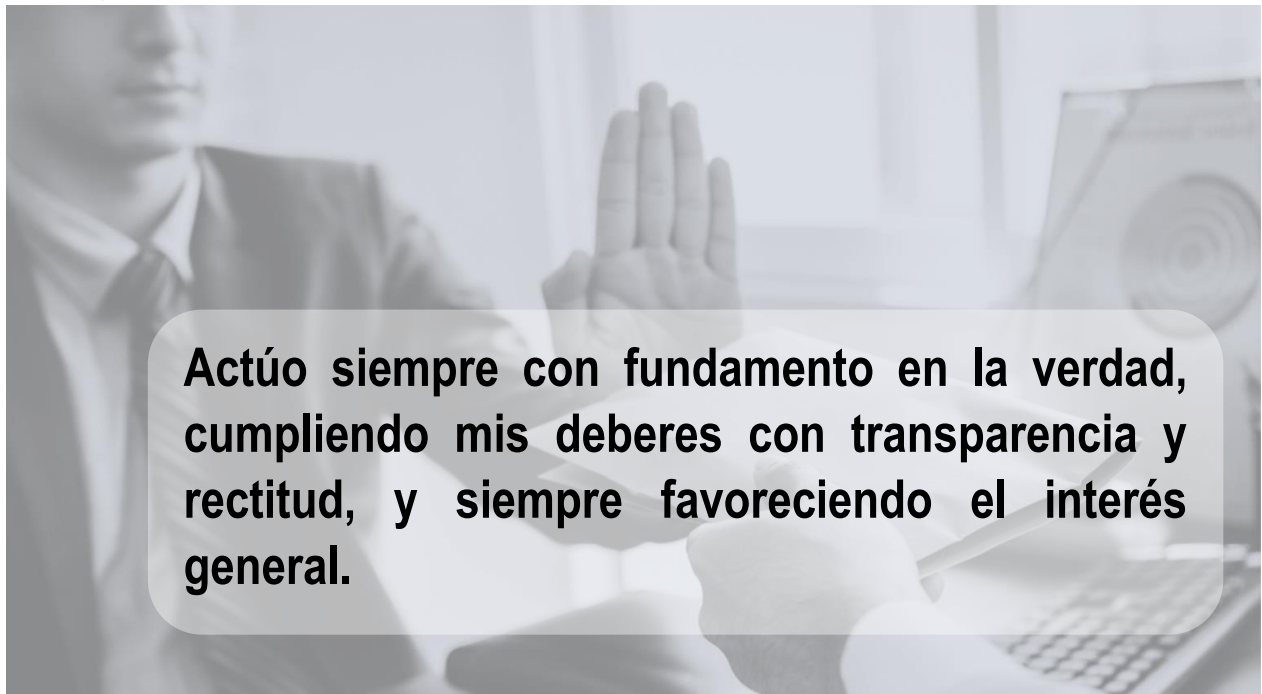 Actúo siempre con fundamento en la verdad,
cumpliendo mis deberes con transparencia y
rectitud, y siempre favoreciendo el interés
general.